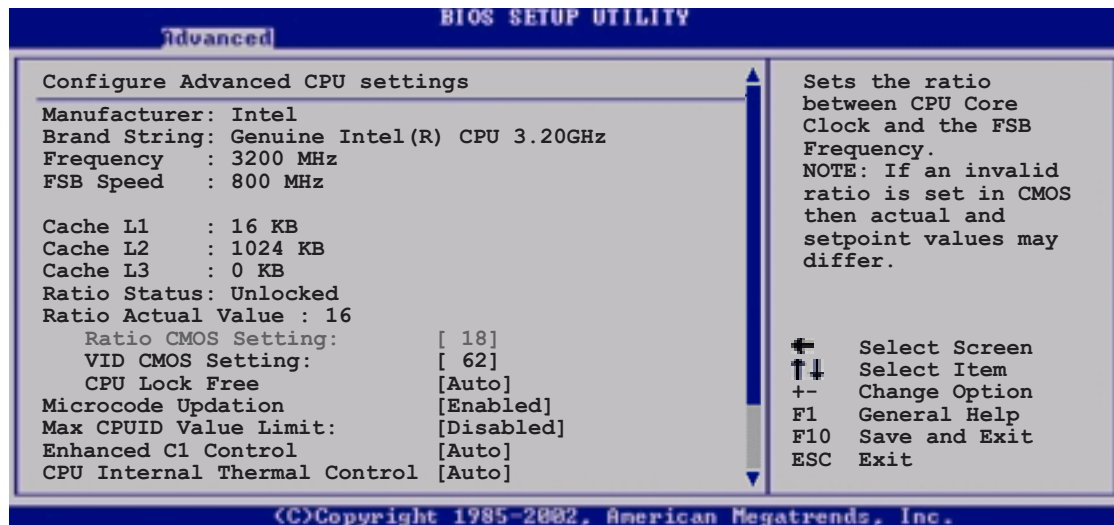 BIOS SETUP UTILITY
Advanced
Configure Advanced CPU settings
Manufacturer: Intel
Brand String: Genuine Intel(R) CPU 3.20GHz
Frequency : 3200 MHz
FSB Speed : 800 MHz
Cache L1 : 16 KB
Cache L2 : 1024 KB
Cache L3 : 0 KB
Ratio Status: Unlocked
Ratio Actual Value : 16
Ratio CMOS Setting: [ 18]
VID CMOS Setting: [ 62]
CPU Lock Free [Auto]
Microcode Updation [Enabled]
Max CPUID Value Limit: [Disabled]
Enhanced C1 Control [Auto]
CPU Internal Thermal Control [Auto]
Sets the ratio
between CPU Core
Clock and the FSB
Frequency.
NOTE: If an invalid
ratio is set in CMOS
then actual and
setpoint values may
differ.
Select Screen
Select Item
+- Change Option
F1 General Help
F10 Save and Exit
ESC Exit
(C)Copyright 1985-2002, American Megatrends, Inc.